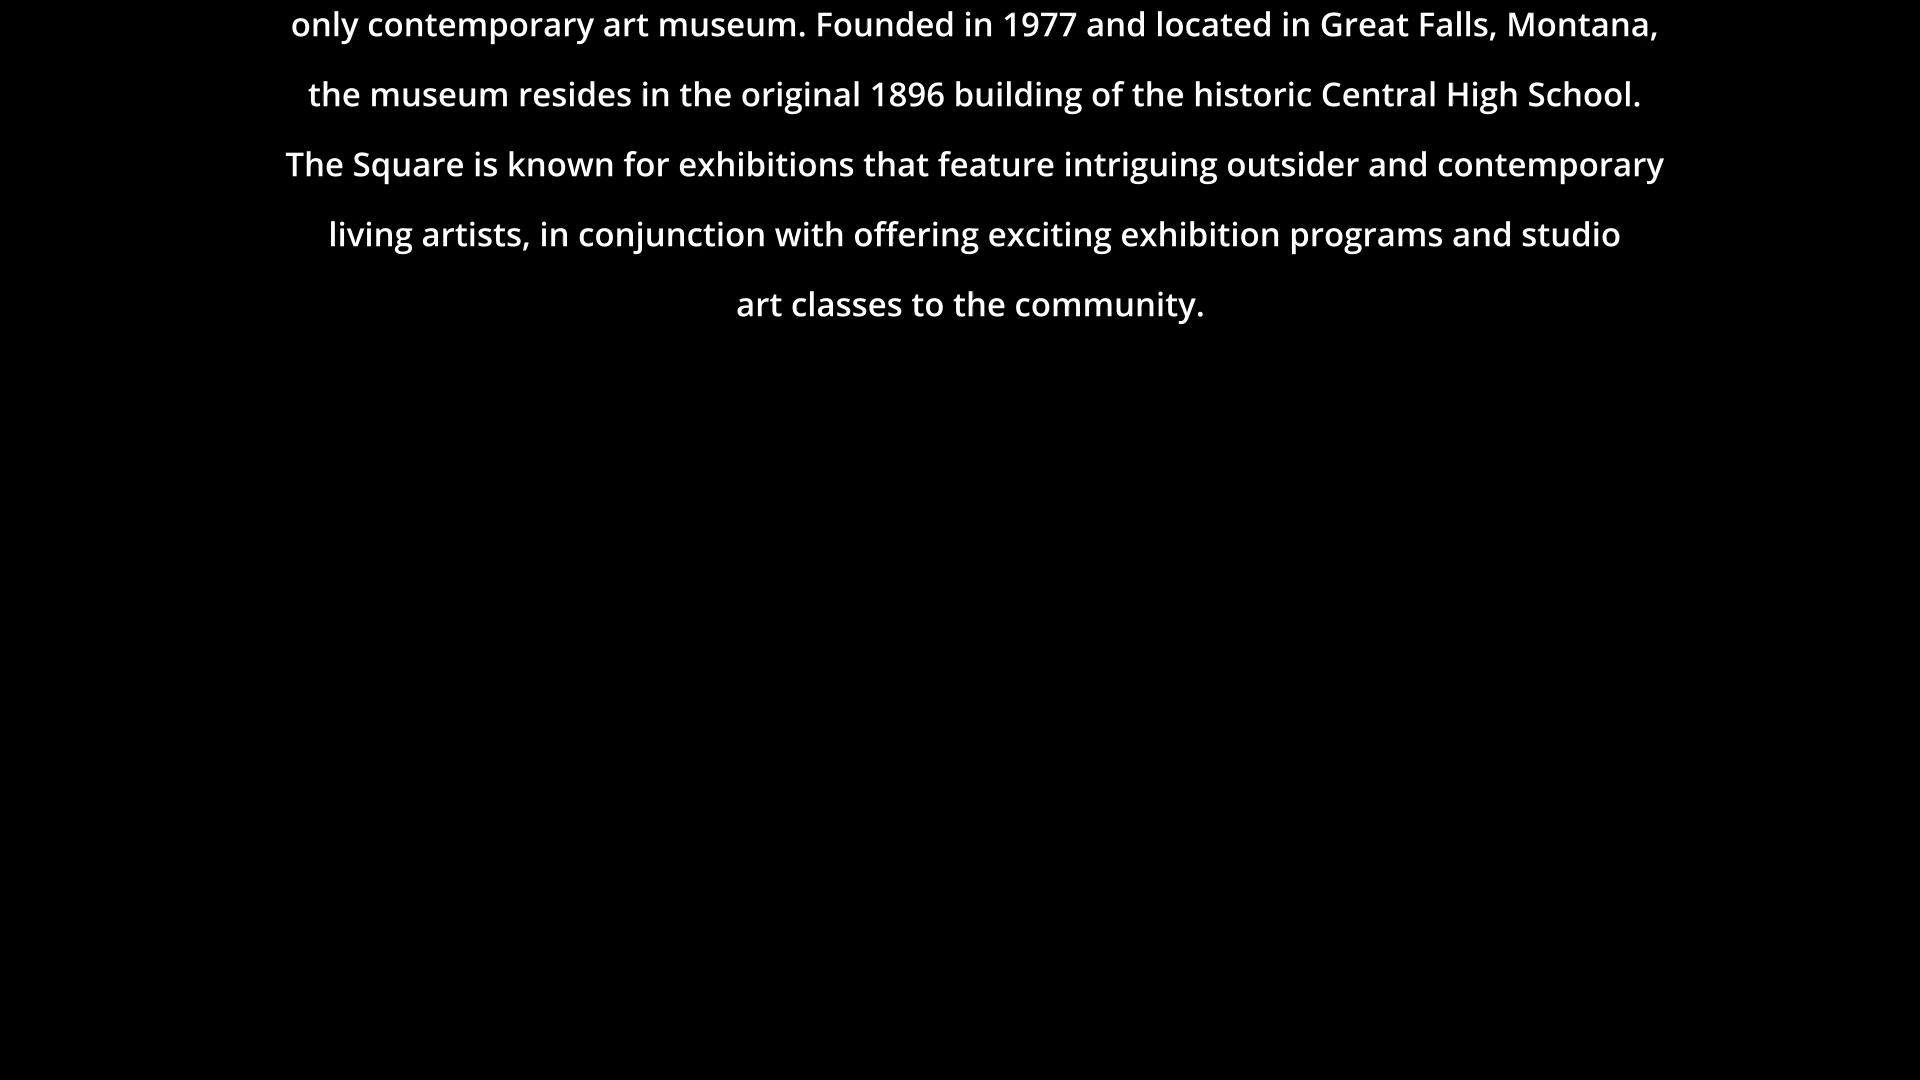 only contemporary art museum. Founded in 1977 and located in Great Falls, Montana,
the museum resides in the original 1896 building of the historic Central High School.
The Square is known for exhibitions that feature intriguing outsider and contemporary
living artists, in conjunction with offering exciting exhibition programs and studio
art classes to the community.